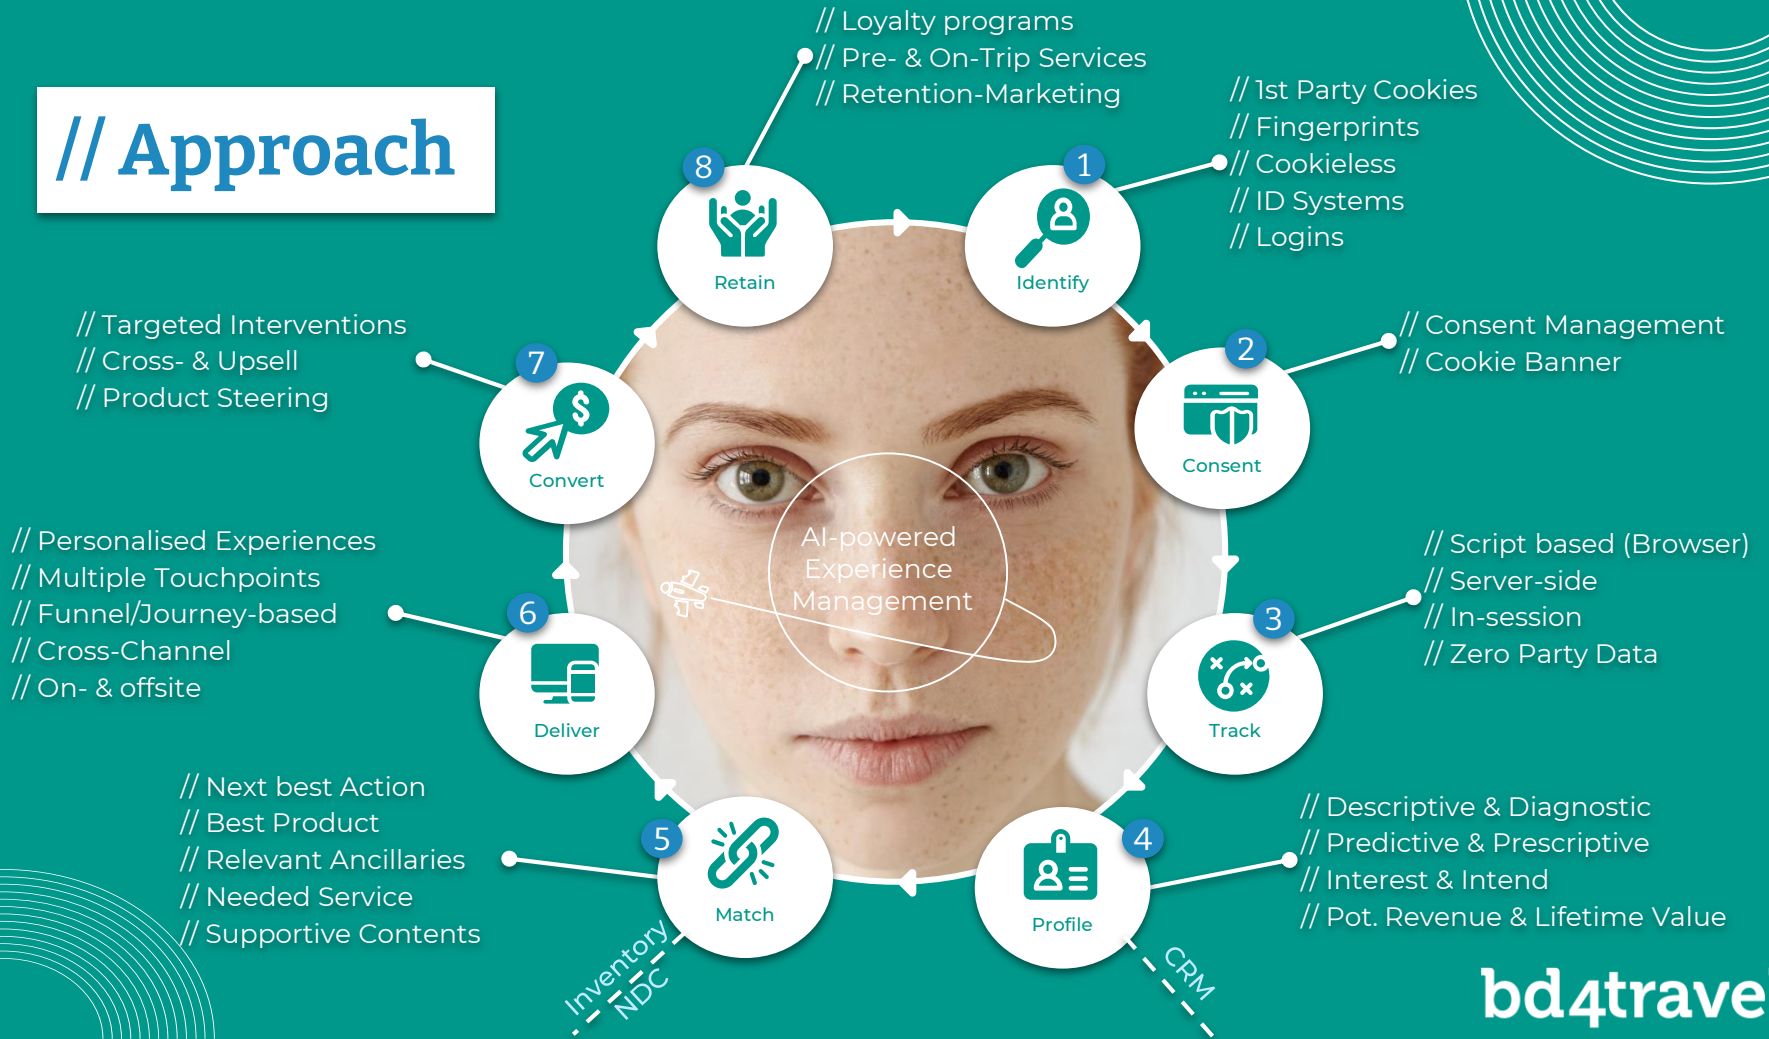 // Approach
// Loyalty programs
// Pre- & On-Trip Services
// Retention-Marketing
8
Retain
1
Identify
// 1st Party Cookies
// Fingerprints
// Cookieless
// ID Systems
// Logins
2
Consent
// Consent Management
// Cookie Banner
3
Track
// Script based (Browser)
// Server-side
// In-session
// Zero Party Data
4
Profile
// Descriptive & Diagnostic
// Predictive & Prescriptive
// Interest & Intend
// Pot. Revenue & Lifetime Value
CRM
5
Match
// Next best Action
// Best Product
// Relevant Ancillaries
// Needed Service
// Supportive Contents
Inventory
NDC
6
Deliver
// Personalised Experiences
// Multiple Touchpoints
// Funnel/Journey-based
// Cross-Channel
// On- & offsite
7
$
Convert
// Targeted Interventions
// Cross- & Upsell
// Product Steering
AI-powered
Experience
Management
bd4trave